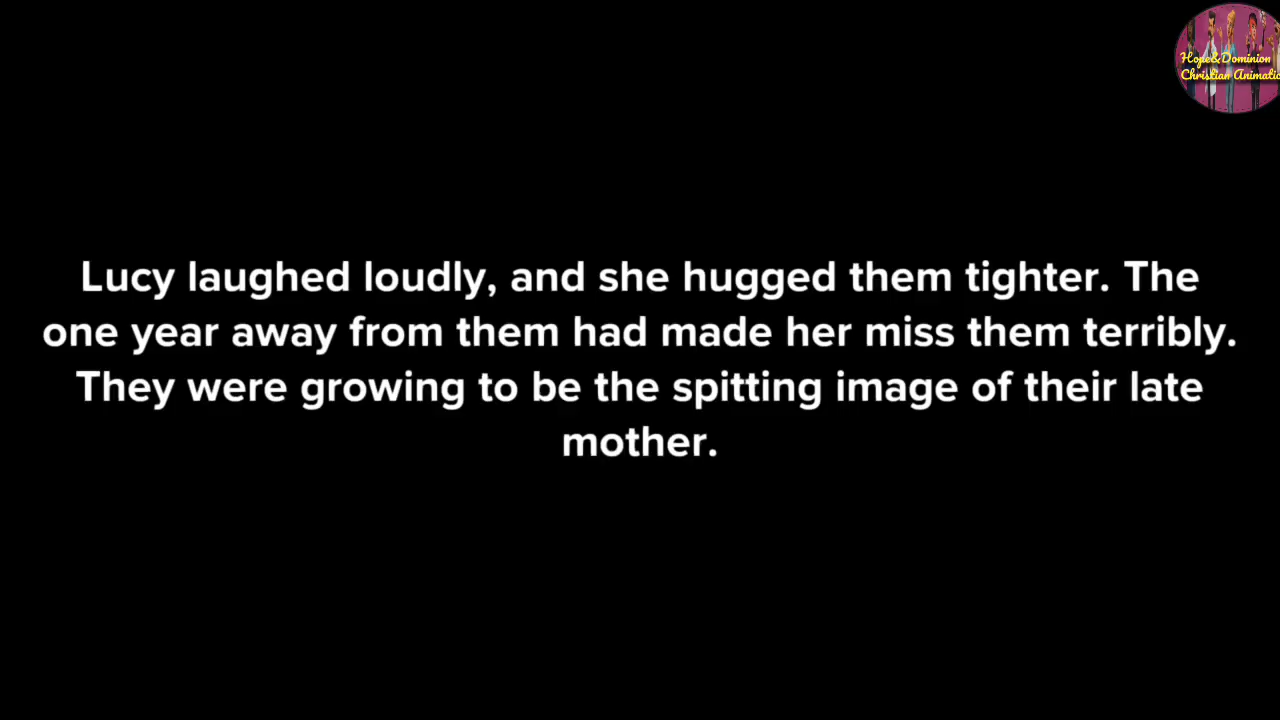 Hope&Dominion
Christian Animatic
Lucy laughed loudly, and she hugged them tighter. The
one year away from them had made her miss them terribly.
They were growing to be the spitting image of their late
mother.